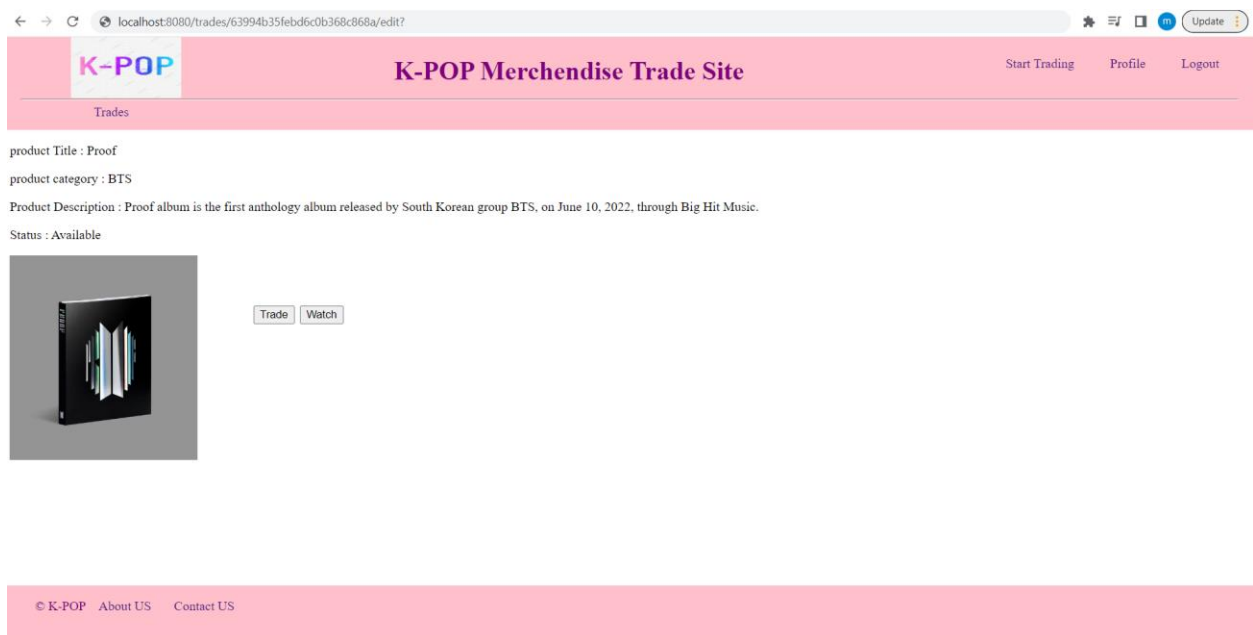 localhost:8080/trades/63994b35febd6c0b368c868a/edit?
m
Update
K-POP
K-POP Merchendise Trade Site
Start Trading Profile Logout
Trades
product Title : Proof
product category : BTS
Product Description : Proof album is the first anthology album released by South Korean group BTS, on June 10, 2022, through Big Hit Music.
Status : Available
PROOF
Trade Watch
© K-POP About US Contact US